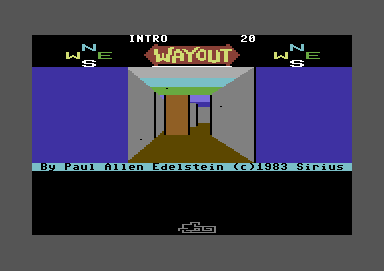 INTRO 20
N
W E
S
WAYOUT
N
W E
S
By Paul Allen Edelstein (c)1983 Sirius